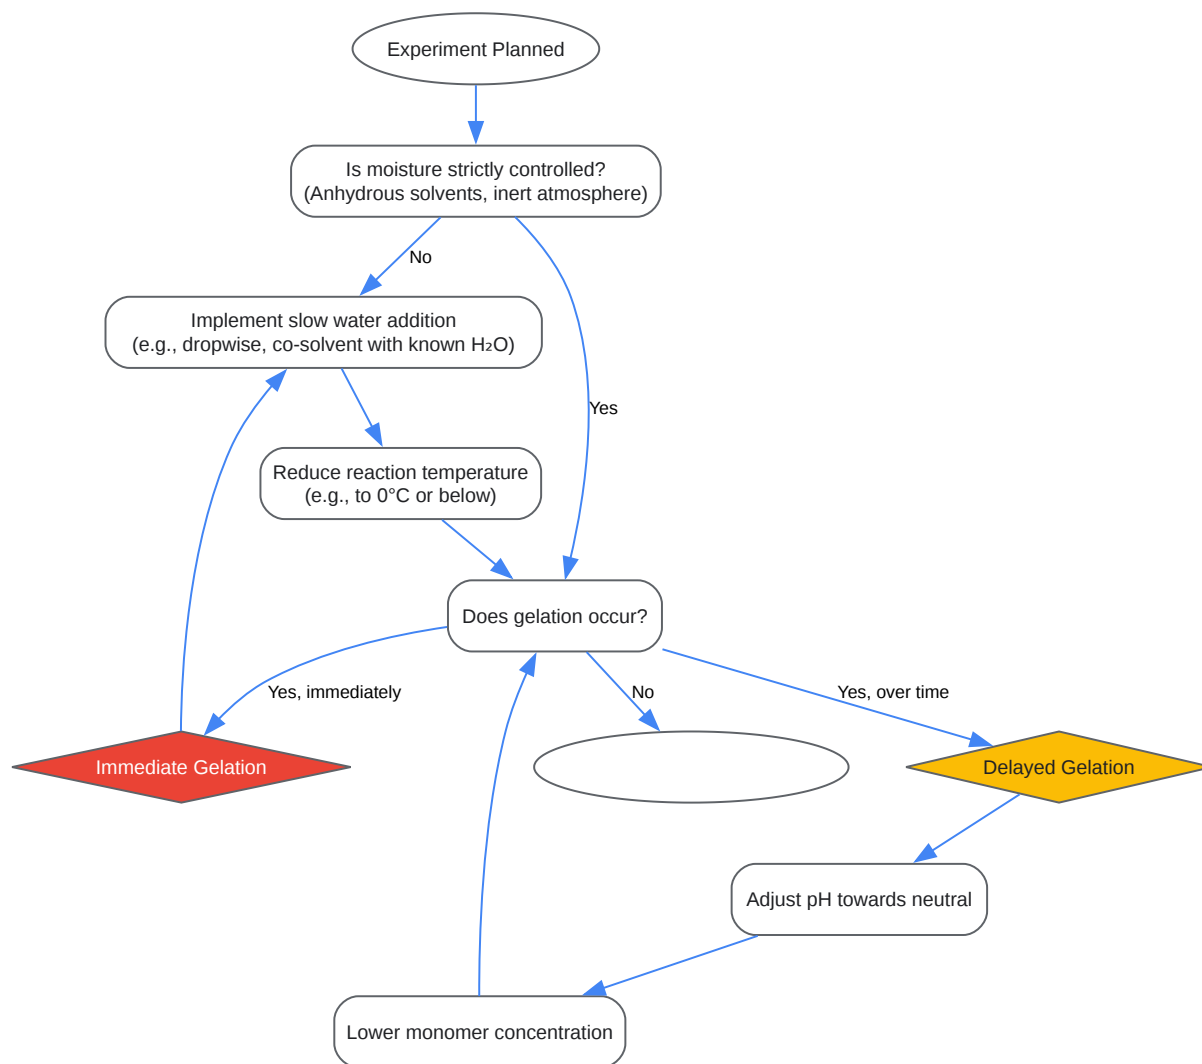 Experiment Planned
Is moisture strictly controlled?
(Anhydrous solvents, inert atmosphere)
No
Implement slow water addition
(e.g., dropwise, co-solvent with known H₂O)
Yes
Reduce reaction temperature
(e.g., to 0°C or below)
Does gelation occur?
Yes, immediately
No
Yes, over time
Immediate Gelation
Delayed Gelation
Adjust pH towards neutral
Lower monomer concentration